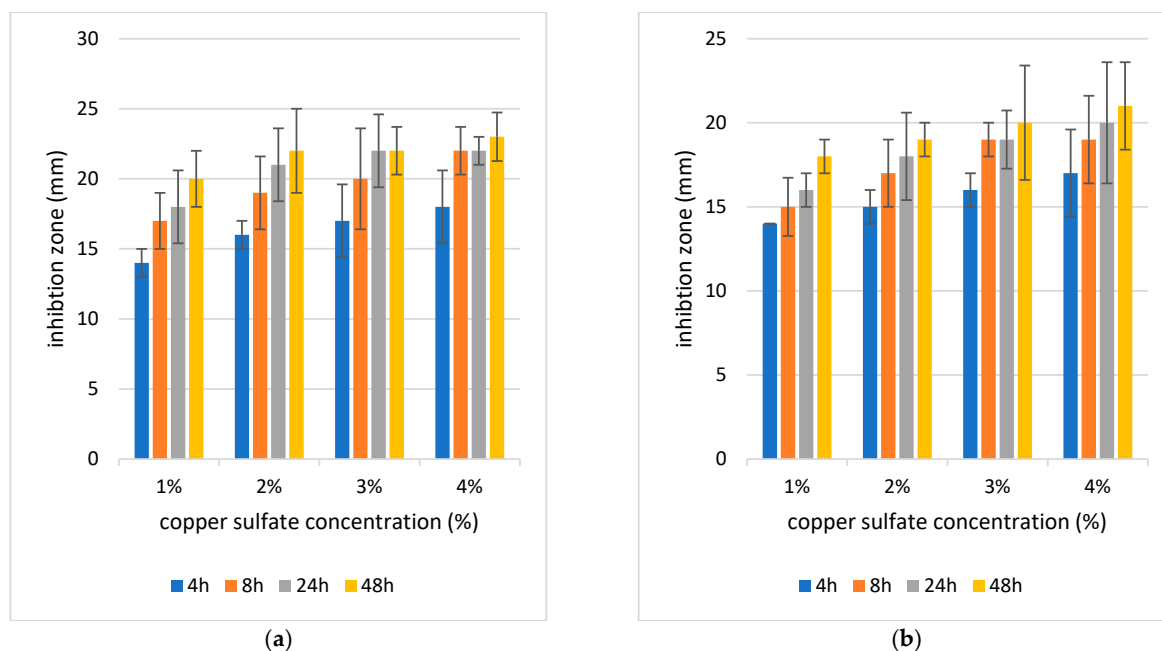 30
25
20
15
10
5
0
inhibtion zone (mm)
1% 2% 3% 4%
copper sulfate concentration (%)
4h 8h 24h 48h
(a)
25
20
15
10
5
0
inhibtion zone (mm)
1% 2% 3% 4%
copper sulfate concentration (%)
4h 8h 24h 48h
(b)